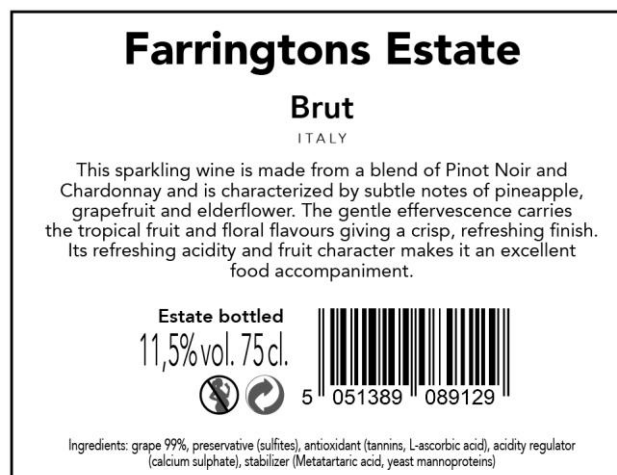 Farringtons Estate
Brut
ITALY
This sparkling wine is made from a blend of Pinot Noir and
Chardonnay and is characterized by subtle notes of pineapple,
grapefruit and elderflower. The gentle effervescence carries
the tropical fruit and floral flavours giving a crisp, refreshing finish.
Its refreshing acidity and fruit character makes it an excellent
food accompaniment.
Estate bottled
11,5% vol. 75 cl.
5 051389 089129
Ingredients: grape 99%, preservative (sulfites), antioxidant (tannins, L-ascorbic acid), acidity regulator
(calcium sulphate), stabilizer (Metatartaric acid, yeast mannoproteins)